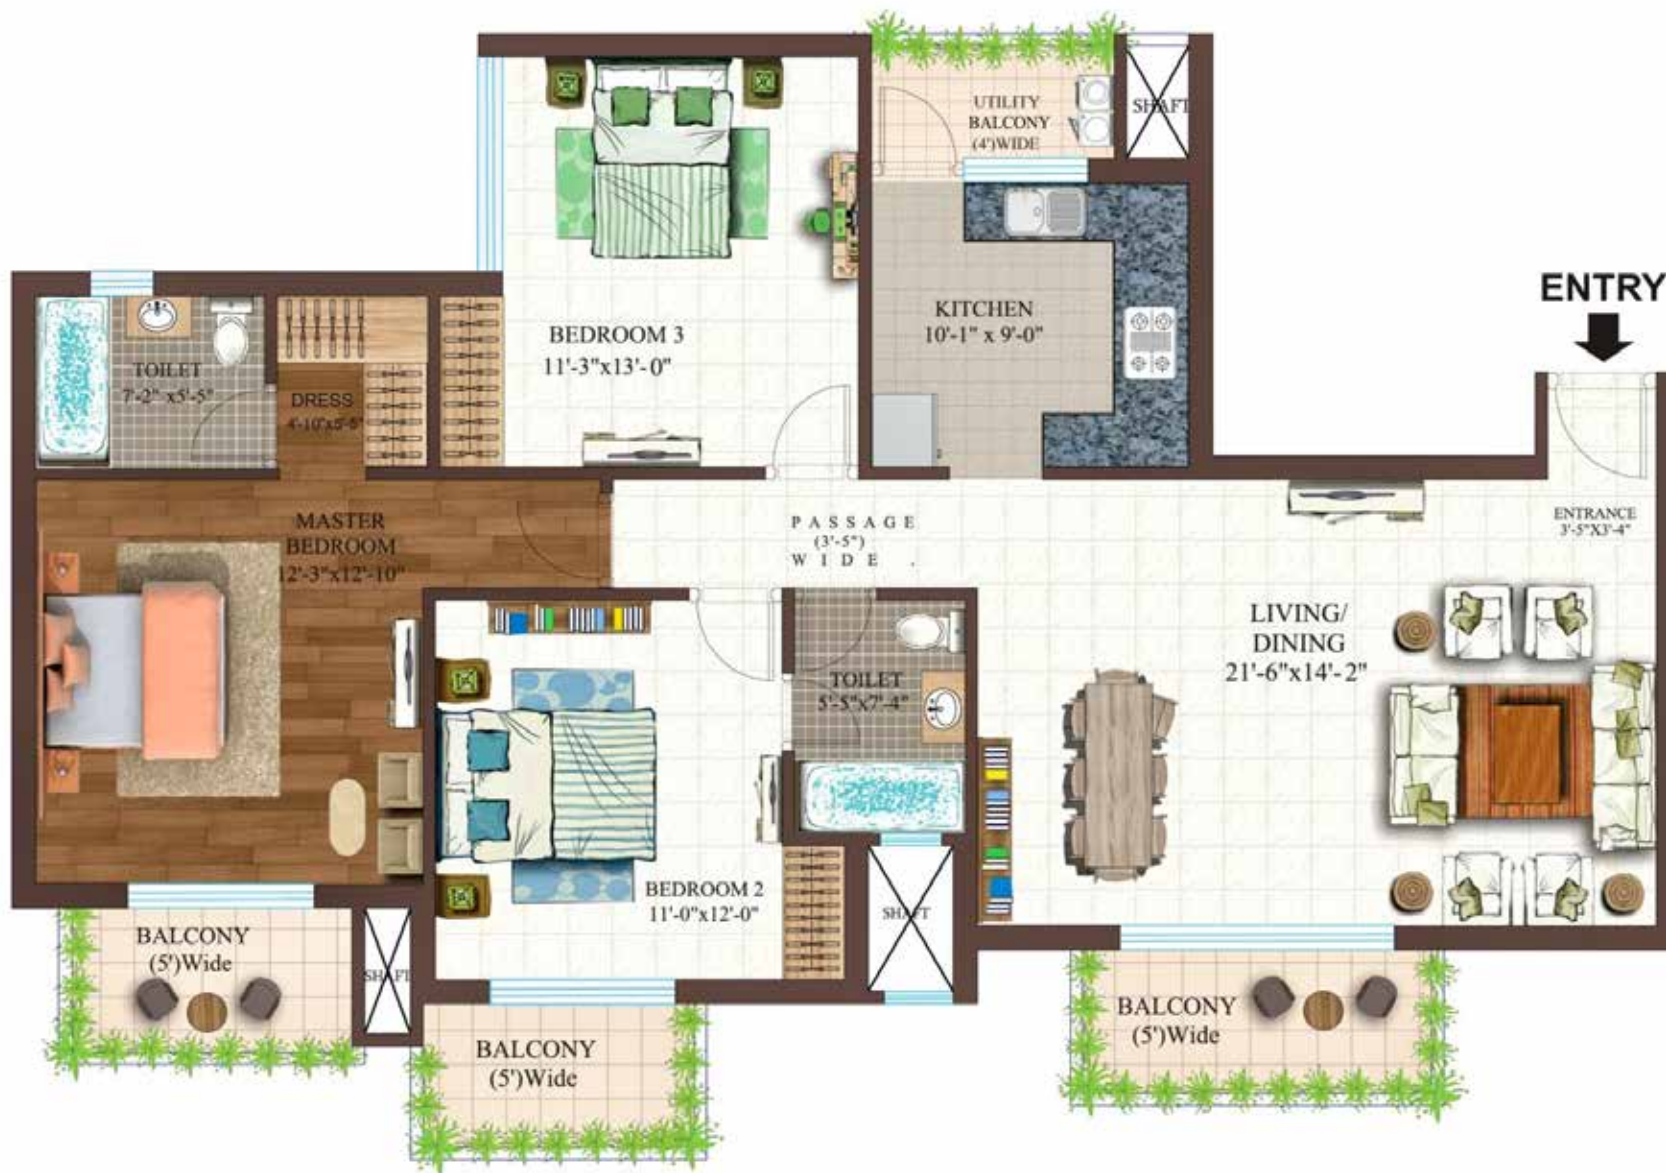 UTILITY
BALCONY
(4')WIDE
SHAFT
ENTRY
BEDROOM 3
11'-3"x13'-0"
KITCHEN
10'-1" x 9'-0"
TOILET
7'-2" x5'-5"
DRESS
4'-10"x5'-5"
MASTER
BEDROOM
12'-3"x12'-10"
PASSAGE
(3'-5")
WIDE .
ENTRANCE
3'-5"X3'-4"
LIVING/
DINING
21'-6"x14'-2"
TOILET
5'-5"x7'-4"
BEDROOM 2
11'-0"x12'-0"
SHAFT
BALCONY
(5')Wide
SHAFT
BALCONY
(5')Wide
BALCONY
(5')Wide